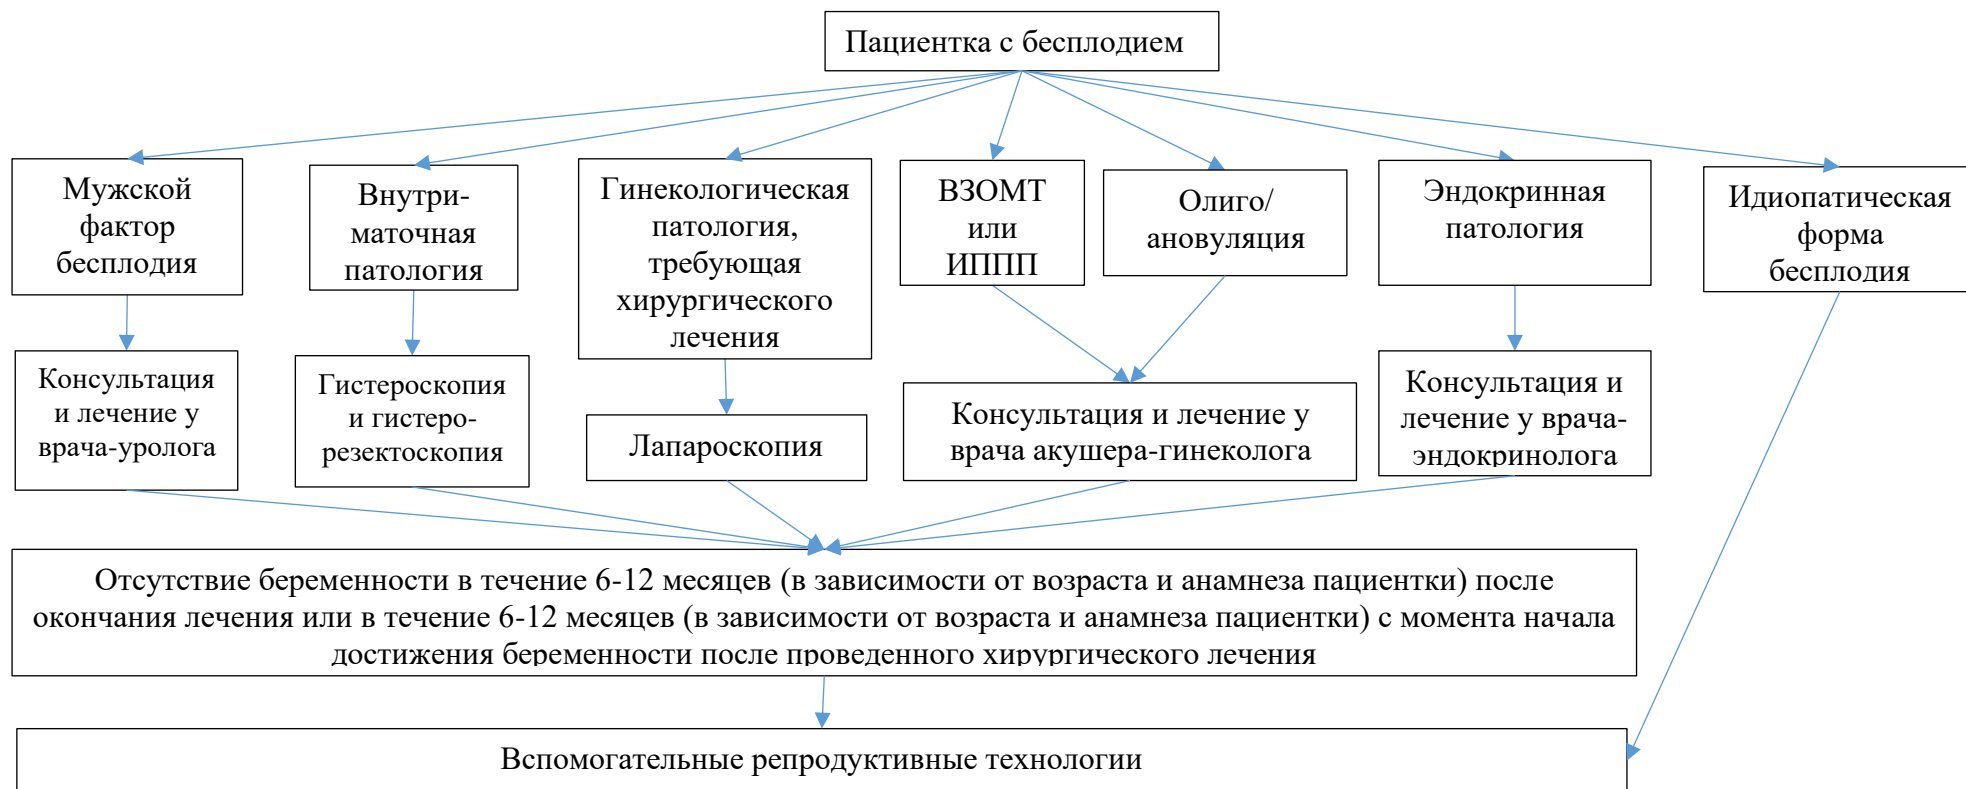 Пациентка с бесплодием
Мужской
фактор
бесплодия
Внутри-
маточная
патология
Гинекологическая
патология,
требующая
хирургического
лечения
ВЗОМТ
или
ИППП
Олиго/
ановуляция
Эндокринная
патология
Идиопатическая
форма
бесплодия
Консультация
и лечение у
врача-уролога
Гистероскопия
и гистеро-
резектоскопия
Лапароскопия
Консультация и лечение у
врача акушера-гинеколога
Консультация и
лечение у врача-
эндокринолога
Отсутствие беременности в течение 6-12 месяцев (в зависимости от возраста и анамнеза пациентки) после
окончания лечения или в течение 6-12 месяцев (в зависимости от возраста и анамнеза пациентки) с момента начала
достижения беременности после проведенного хирургического лечения
Вспомогательные репродуктивные технологии